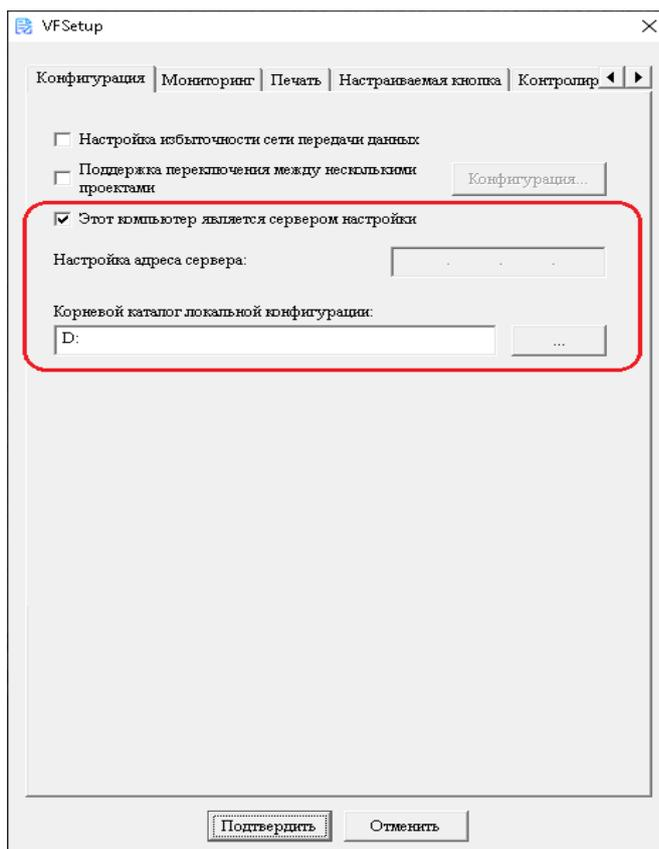 VFSetup
Конфигурация Мониторинг Печать Настраиваемая кнопка Контролир
Настройка избыточности сети передачи данных
Поддержка переключения между несколькими
проектами
Конфигурация...
Этот компьютер является сервером настройки
Настройка адреса сервера:
Корневой каталог локальной конфигурации:
D:
...
Подтвердить Отменить